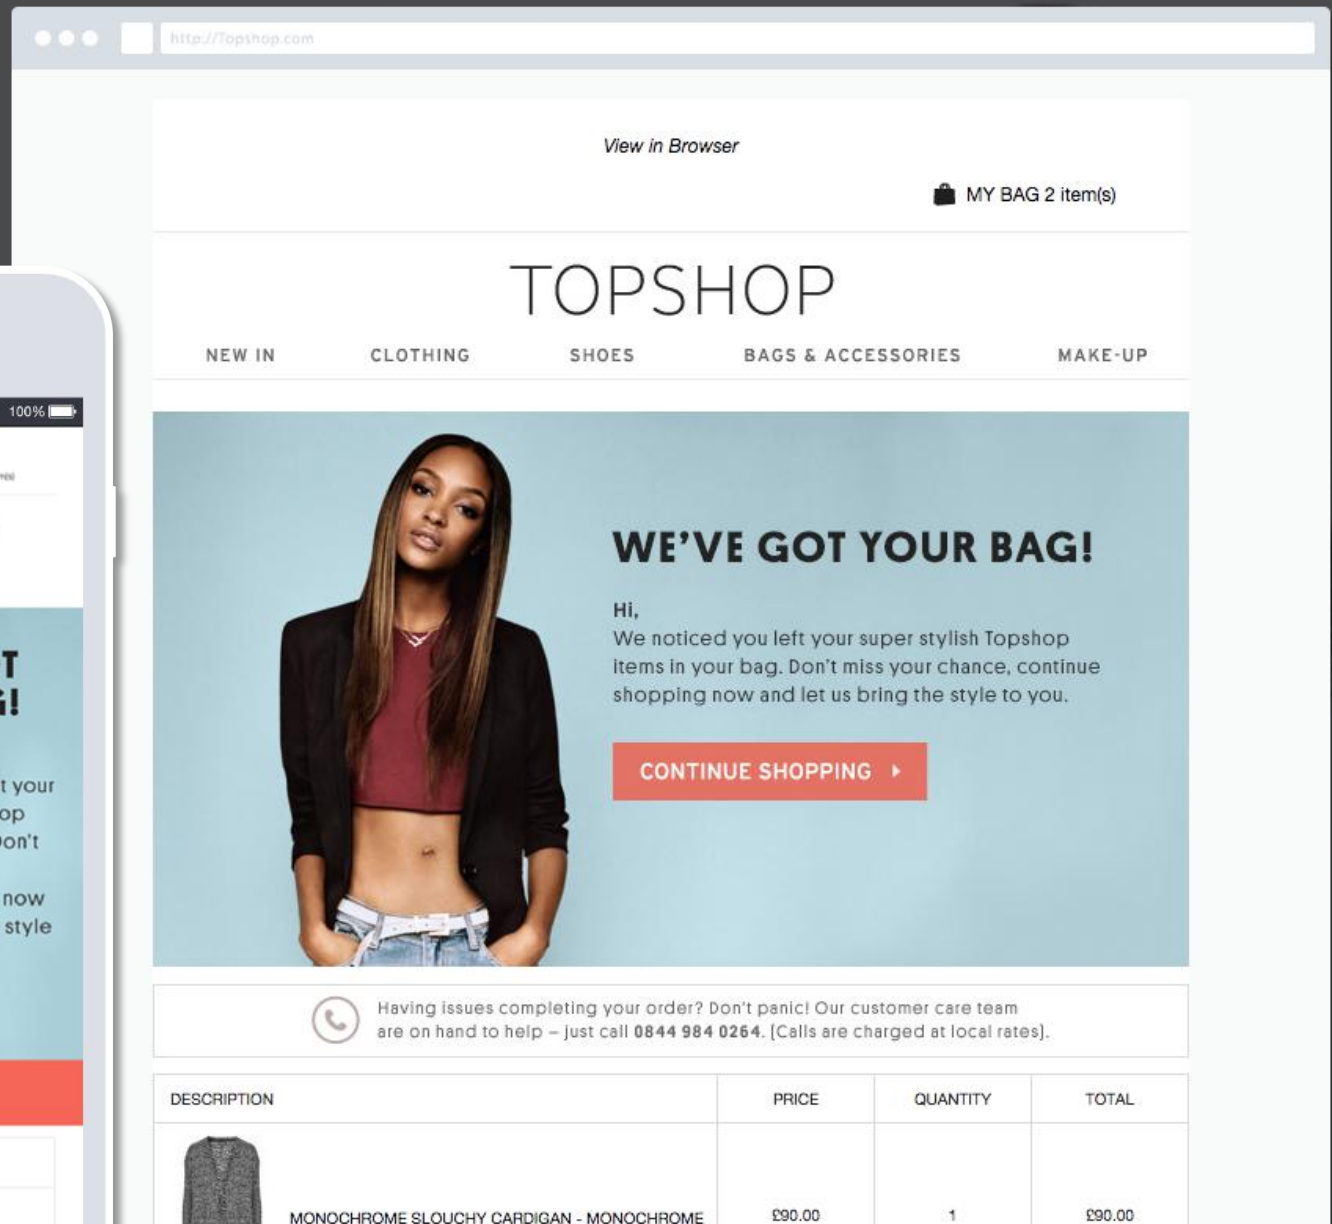 http://Topshop.com
View in Browser
MY BAG 2 item(s)
TOPSHOP
NEW IN CLOTHING SHOES BAGS & ACCESSORIES MAKE-UP
WE'VE GOT YOUR BAG!
Hi,
We noticed you left your super stylish Topshop
items in your bag. Don't miss your chance, continue
shopping now and let us bring the style to you.
CONTINUE SHOPPING
Having issues completing your order? Don't panic! Our customer care team
are on hand to help – just call 0844 984 0264. (Calls are charged at local rates).
DESCRIPTION PRICE QUANTITY TOTAL
MONOCHROME SLOUCHY CARDIGAN - MONOCHROME £90.00 1 £90.00
100%
T
G!
t your
op
Don't
now
style